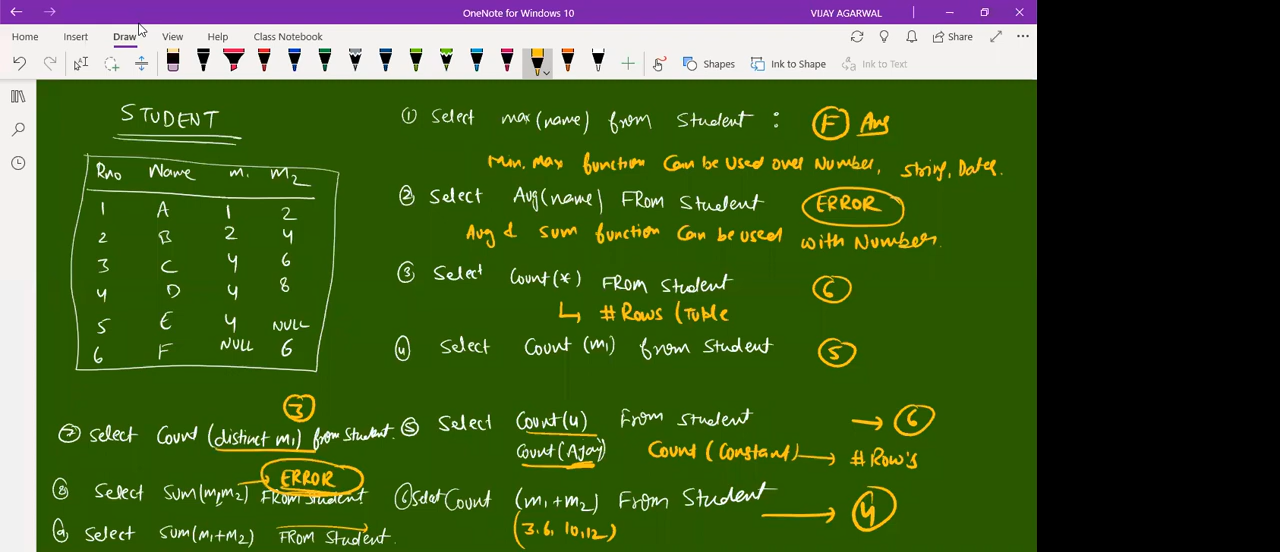 OneNote for Windows 10
VIJAY AGARWAL
Home Insert Draw View Help Class Notebook
Share
Shapes Ink to Shape Ink to Text
STUDENT
Rno Name m1 m2
1 A 1 2
2 B 2 4
3 C 4 6
4 D 4 8
5 E 4 NULL
6 F NULL 6
① Select max(name) from Student : F Ans
Min, max function can be used over Number, string, Dates.
② Select Avg(name) FROM Student ERROR
Avg & sum function can be used with Number.
③ Select Count(*) FROM Student 6
↳ #Rows (Table
④ Select Count (m1) from Student 5
⑤ Select Count(4) From Student → 6
Count(Ajay) Count (Constant) → #Row's
⑥ Select Count (m1+m2) From Student → 4
(3, 6, 10, 12)
3
⑦ Select Count (distinct m1) from Student.
⑧ Select SUM(m1,m2) FROM Student. ERROR
⑨ Select SUM(m1+m2) FROM Student.